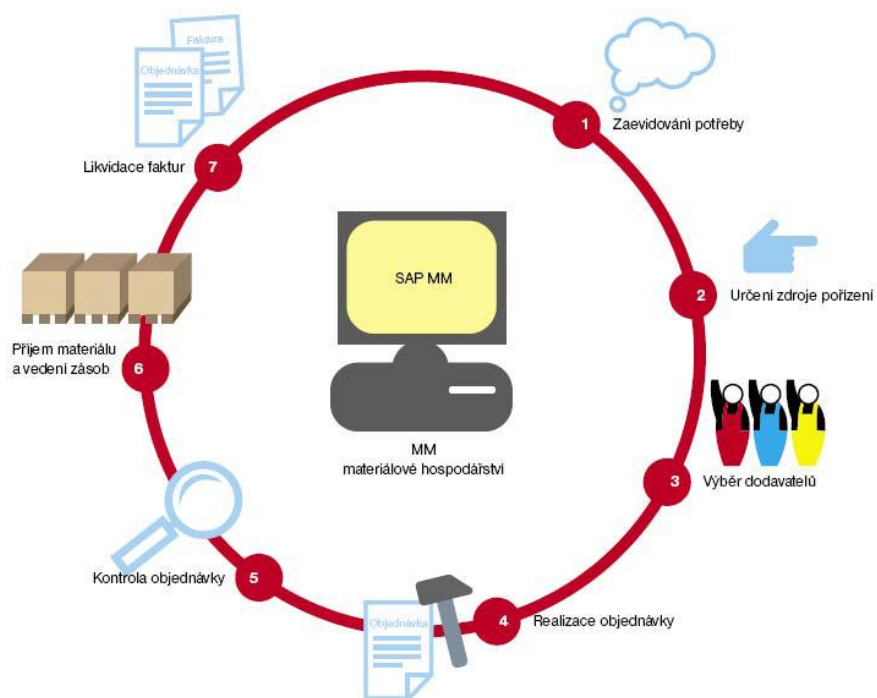 Faktura
Objednávka
1
Zaevidování potřeby
7
Likvidace faktur
SAP MM
2
Určení zdroje pořízení
Příjem materiálu
a vedení zásob
6
MM
materiálové hospodářství
3
Výběr dodavatelů
5
Kontrola objednávky
Objednávka
4
Realizace objednávky